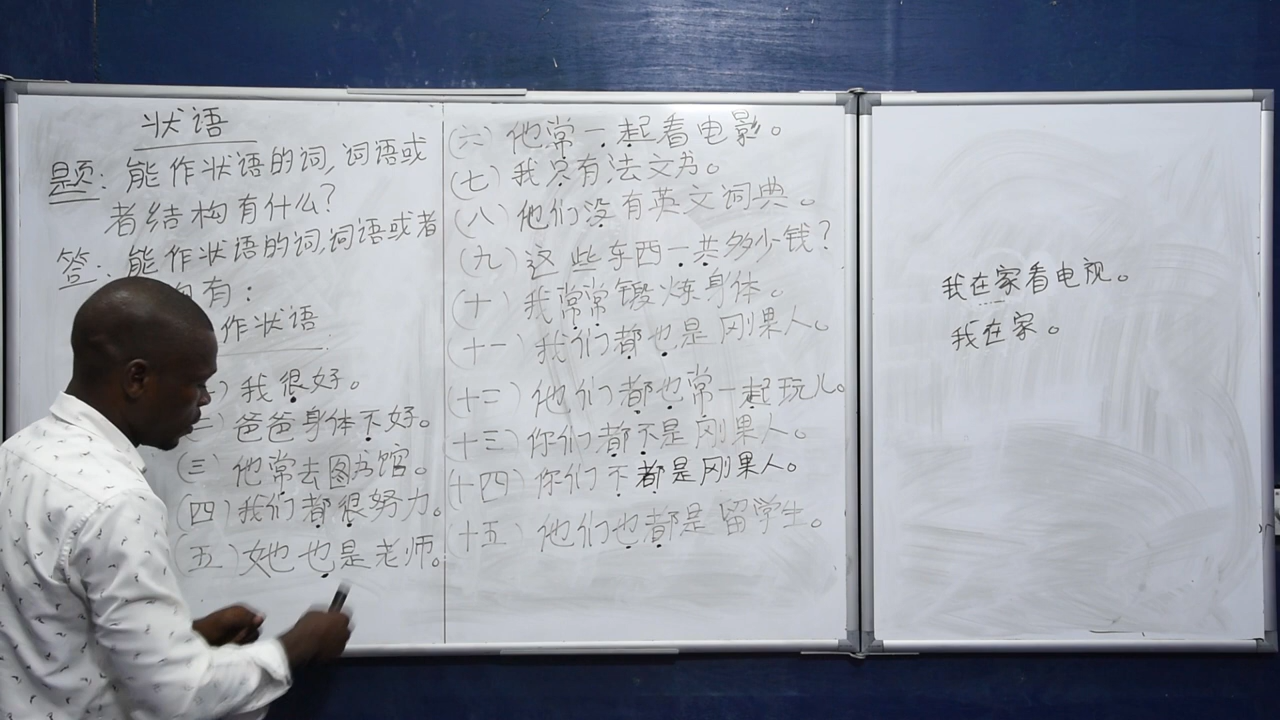 状语
题：能作状语的词,词语或
者结构有什么?
答：能作状语的词,词语或者
有：
作状语
我很好。
爸爸身体不好。
(三) 他常去图书馆。
(四) 我们都很努力。
(五) 她也是老师。
(六) 他常一起看电影。
(七) 我只有法文书。
(八) 他们没有英文词典。
(九) 这些东西一共多少钱?
(十) 我常常锻炼身体。
(十一) 我们都也是刚果人。
(十二) 他们都也常一起玩儿。
(十三) 你们都不是刚果人。
(十四) 你们不都是刚果人。
(十五) 他们也都是留学生。
我在家看电视。
我在家。